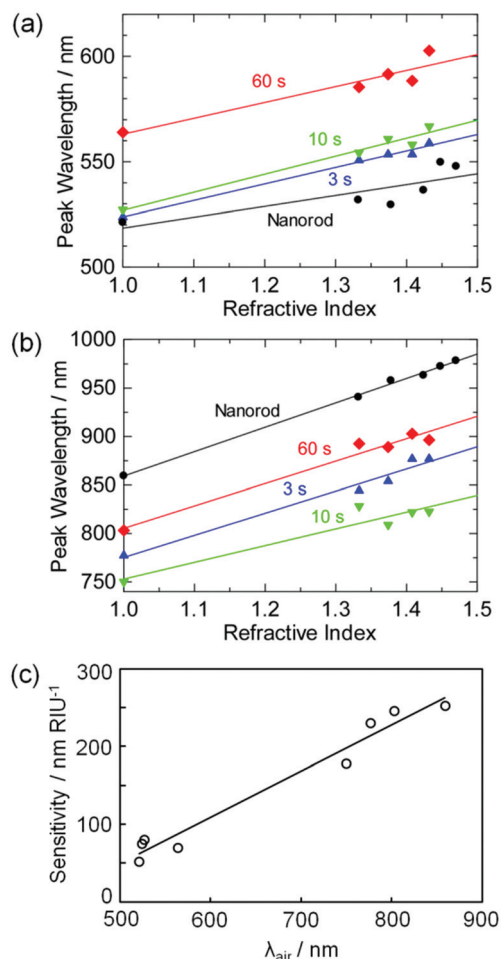 (a)
Peak Wavelength / nm
600
550
500
60 s
10 s
3 s
Nanorod
1.0 1.1 1.2 1.3 1.4 1.5
Refractive Index
(b)
Peak Wavelength / nm
1000
950
900
850
800
750
Nanorod
60 s
3 s
10 s
1.0 1.1 1.2 1.3 1.4 1.5
Refractive Index
(c)
Sensitivity / nm RIU⁻¹
300
200
100
0
500 600 700 800 900
λair / nm